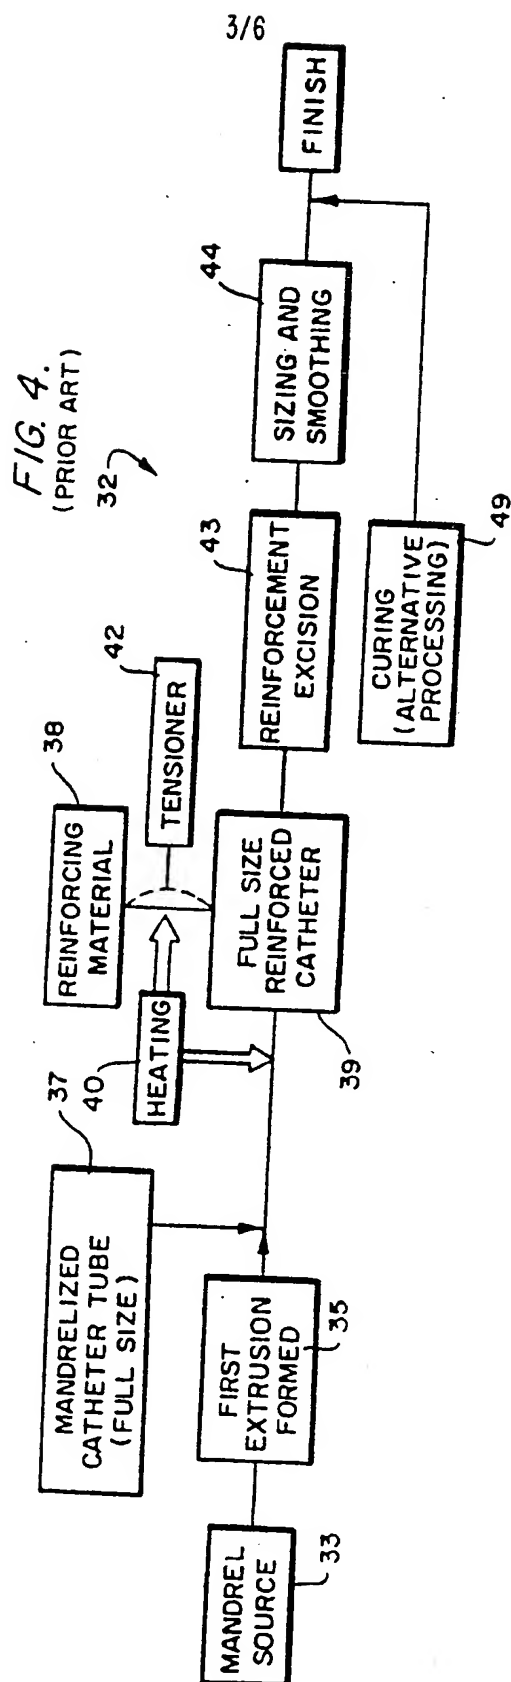 3/6
FIG. 4.
(PRIOR ART)
32
MANDREL
SOURCE
33
FIRST
EXTRUSION
FORMED
35
MANDRELIZED
CATHETER TUBE
(FULL SIZE)
37
HEATING
40
REINFORCING
MATERIAL
38
TENSIONER
42
FULL SIZE
REINFORCED
CATHETER
39
REINFORCEMENT
EXCISION
43
SIZING AND
SMOOTHING
44
CURING
(ALTERNATIVE
PROCESSING)
49
FINISH